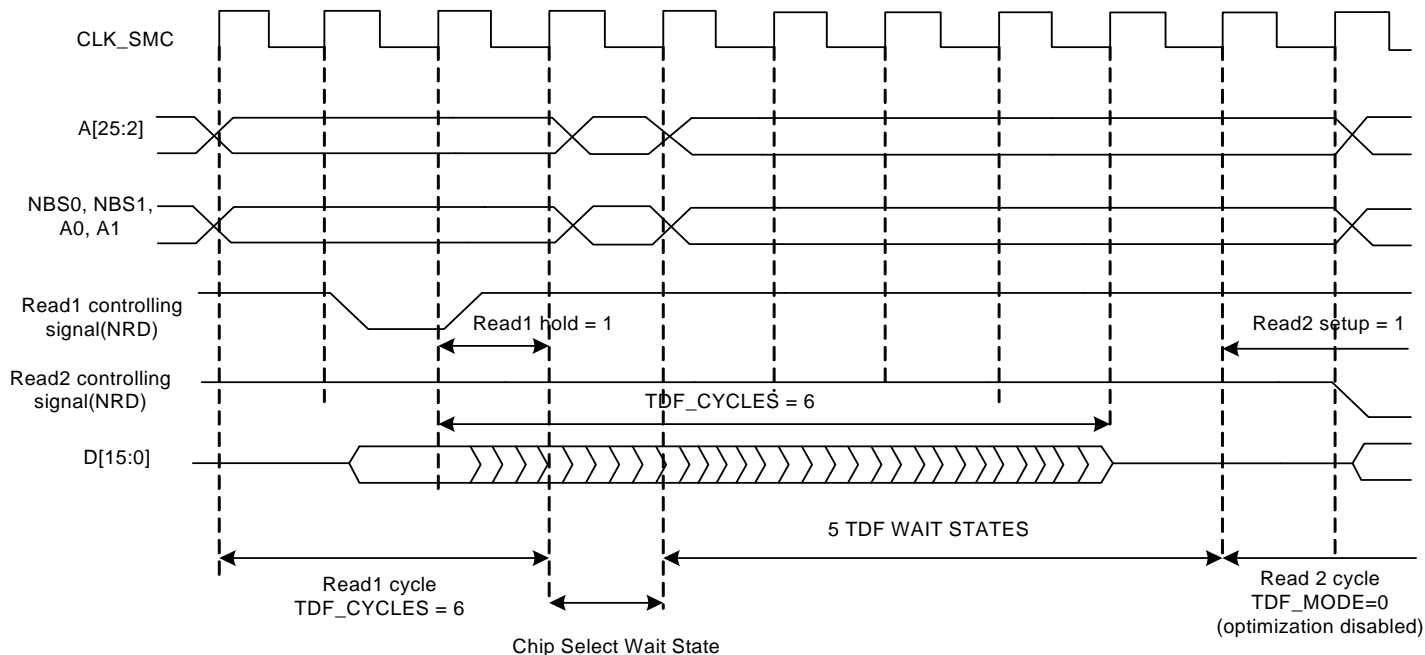 CLK_SMC
A[25:2]
NBS0, NBS1,
A0, A1
Read1 controlling
signal(NRD)
Read1 hold = 1
Read2 setup = 1
Read2 controlling
signal(NRD)
TDF_CYCLES = 6
D[15:0]
5 TDF WAIT STATES
Read1 cycle
TDF_CYCLES = 6
Chip Select Wait State
Read 2 cycle
TDF_MODE=0
(optimization disabled)